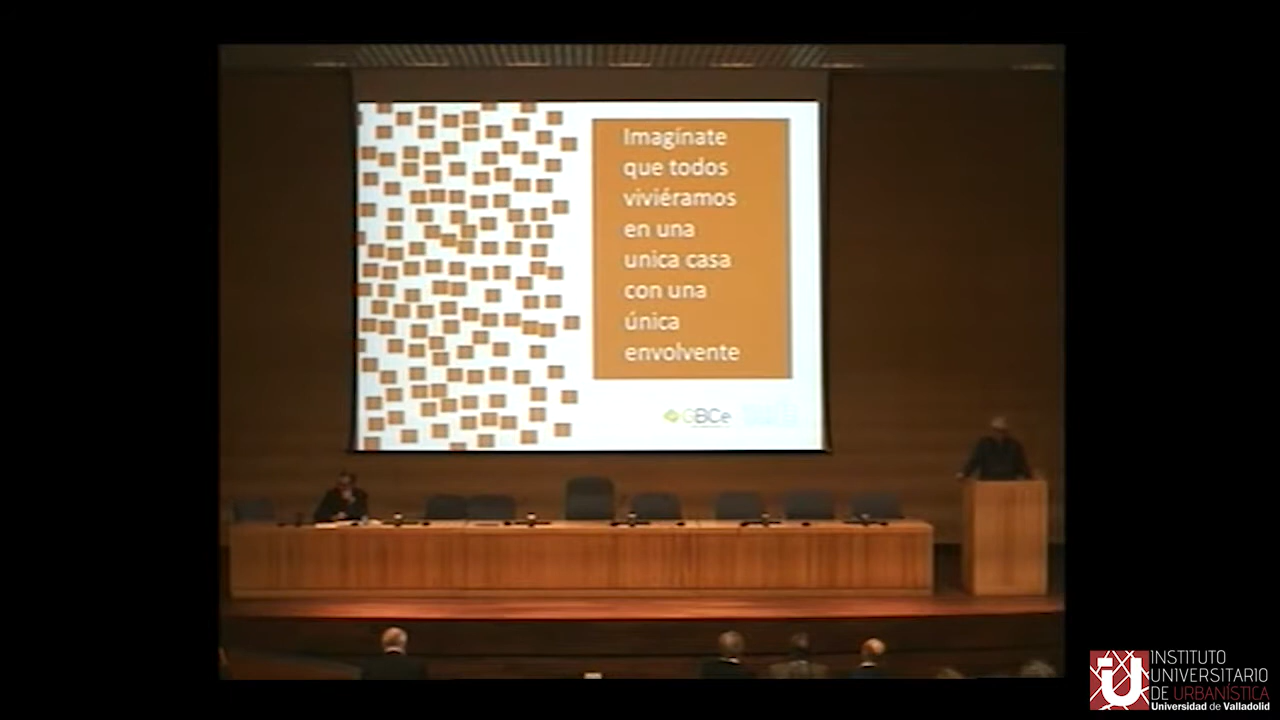 Imagínate
que todos
viviéramos
en una
unica casa
con una
única
envolvente
GBCe
INSTITUTO
UNIVERSITARIO
DE URBANÍSTICA
Universidad de Valladolid